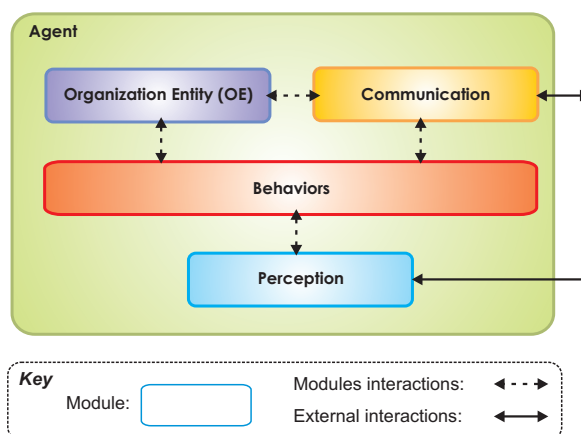 Agent
Organization Entity (OE)
Communication
Behaviors
Perception
Key
Module:
Modules interactions:
External interactions: